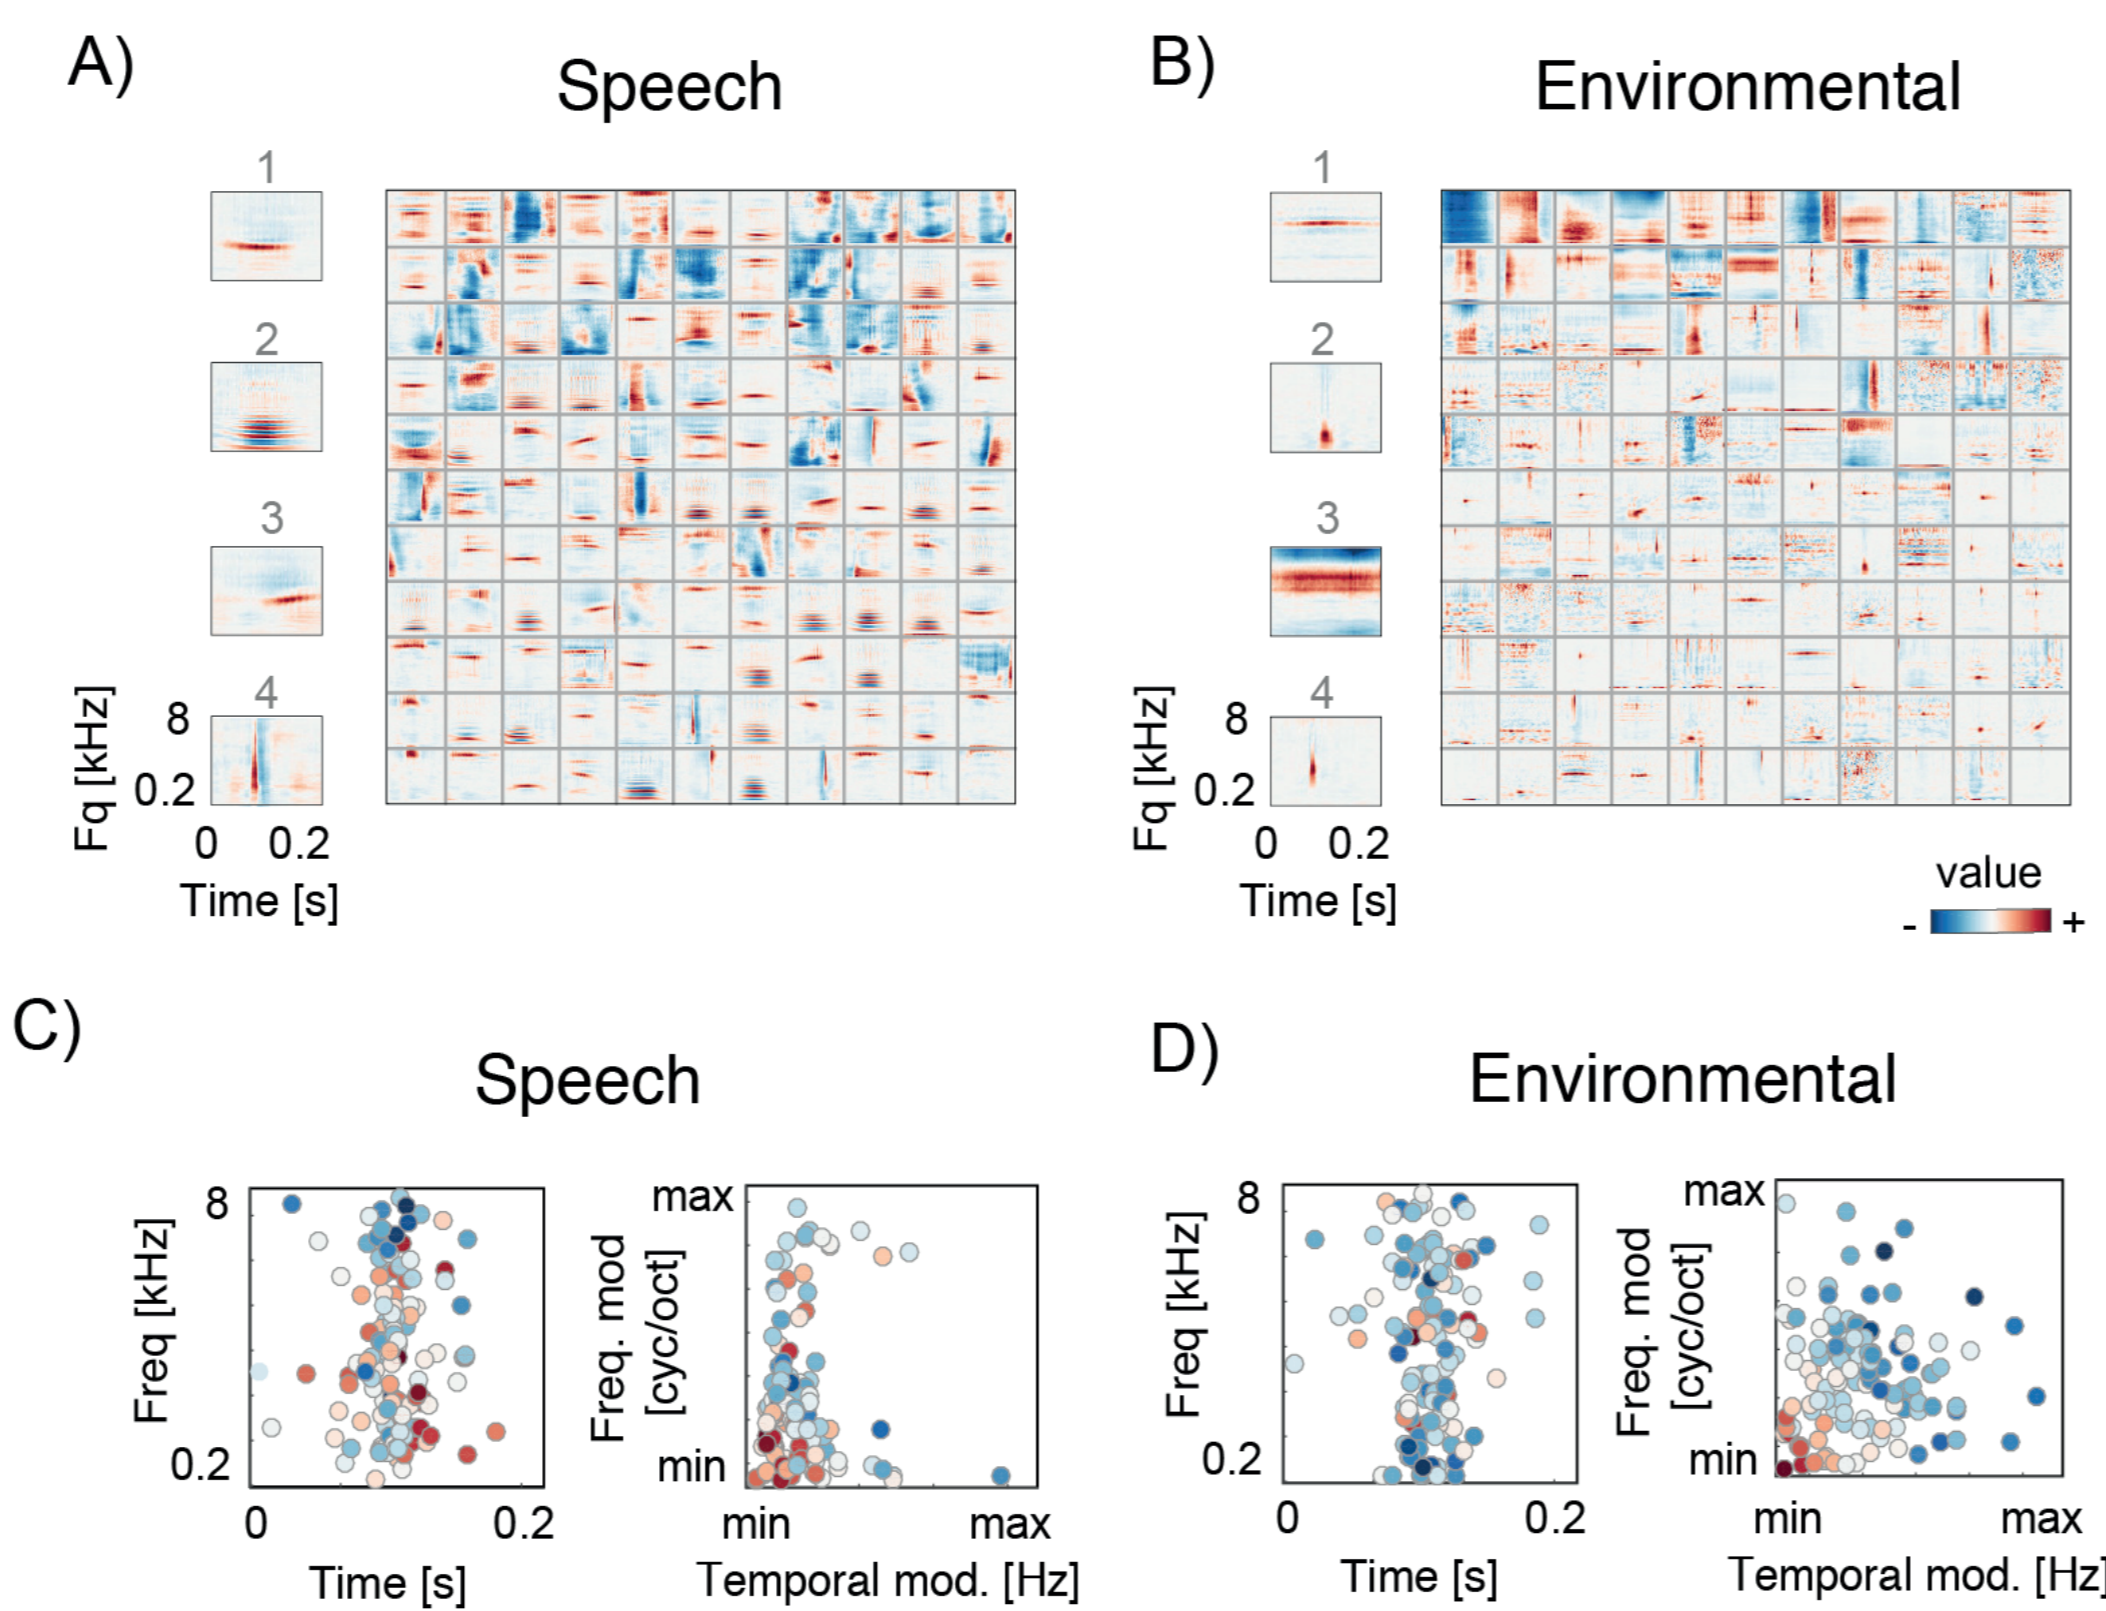 A)
Speech
1
2
3
4
Fq [kHz]
8
0.2
0
0.2
Time [s]
B)
Environmental
1
2
3
4
Fq [kHz]
8
0.2
0
0.2
Time [s]
value
- +
C)
Speech
Freq [kHz]
8
0.2
0
0.2
Time [s]
Freq. mod
[cyc/oct]
max
min
min
max
Temporal mod. [Hz]
D)
Environmental
Freq [kHz]
8
0.2
0
0.2
Time [s]
Freq. mod
[cyc/oct]
max
min
min
max
Temporal mod. [Hz]